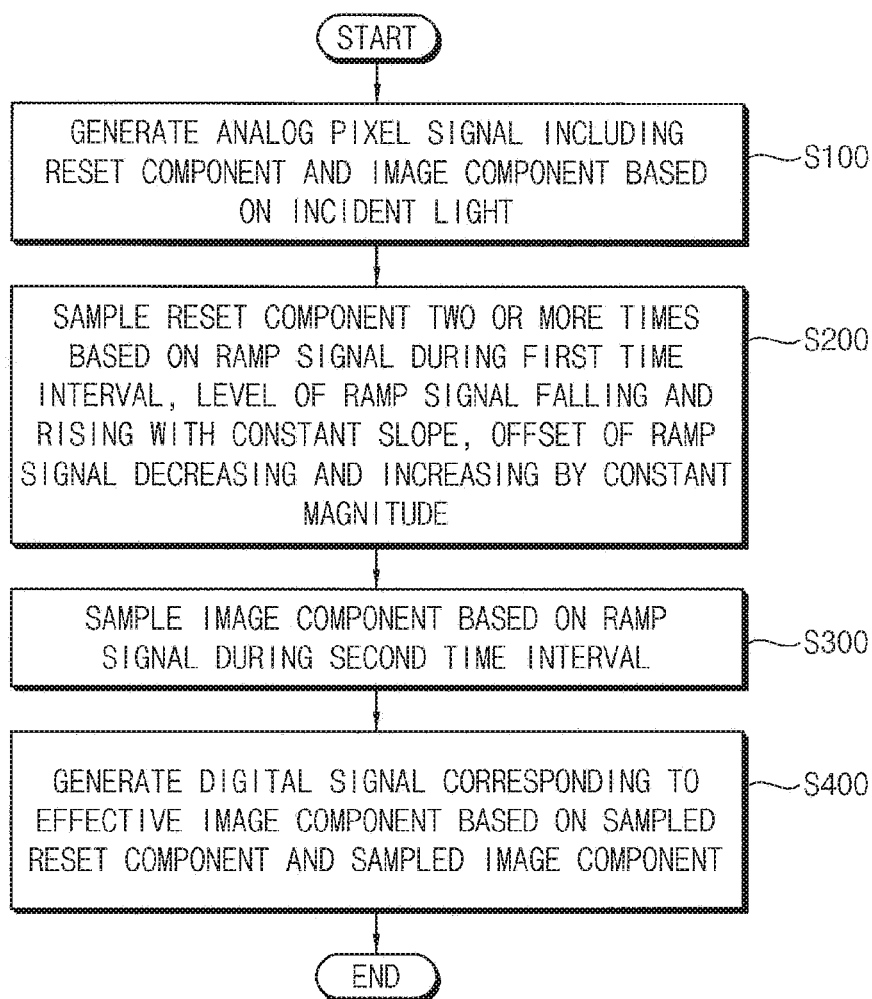 START
GENERATE ANALOG PIXEL SIGNAL INCLUDING
RESET COMPONENT AND IMAGE COMPONENT BASED
ON INCIDENT LIGHT
S100
SAMPLE RESET COMPONENT TWO OR MORE TIMES
BASED ON RAMP SIGNAL DURING FIRST TIME
INTERVAL, LEVEL OF RAMP SIGNAL FALLING AND
RISING WITH CONSTANT SLOPE, OFFSET OF RAMP
SIGNAL DECREASING AND INCREASING BY CONSTANT
MAGNITUDE
S200
SAMPLE IMAGE COMPONENT BASED ON RAMP
SIGNAL DURING SECOND TIME INTERVAL
S300
GENERATE DIGITAL SIGNAL CORRESPONDING TO
EFFECTIVE IMAGE COMPONENT BASED ON SAMPLED
RESET COMPONENT AND SAMPLED IMAGE COMPONENT
S400
END